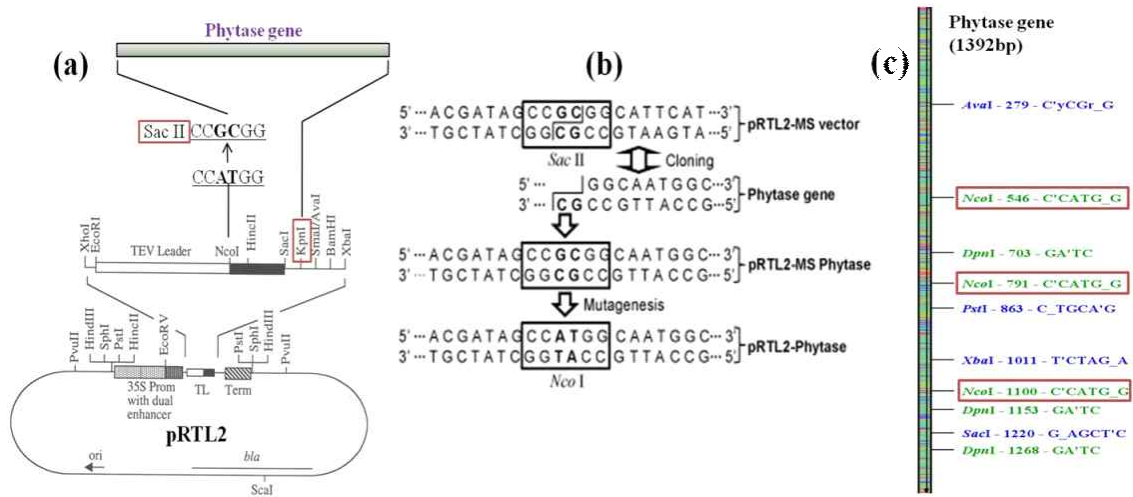 Phytase gene
(a)
Sac II CCGCGG
CCATGG
XhoI
EcoRI
TEV Leader
NcoI
HincII
SacI
KpnI
SmaI/AvaI
BamHI
XbaI
PvuII
HindIII
SphI
PstI
HincII
EcoRV
PstI
SphI
HindIII
PvuII
35S Prom
with dual
enhancer
TL
Term
pRTL2
ori
bla
ScaI
(b)
5' ··· ACGATAGCCGCGGCATTCAT···3'
3' ··· TGCTATCGGCGCCGTAAGTA···5'
pRTL2-MS vector
Sac II
Cloning
5' ··· GGCAATGGC···3'
3' ··· CGCCGTTACCG···5'
Phytase gene
5' ··· ACGATAGCCGCGGCAATGGC···3'
3' ··· TGCTATCGGCGCCGTTACCG···5'
pRTL2-MS Phytase
Mutagenesis
5' ··· ACGATAGCCATGGCAATGGC···3'
3' ··· TGCTATCGGTACCGTTACCG···5'
pRTL2-Phytase
Nco I
(c)
Phytase gene
(1392bp)
AvaI - 279 - C'yCGr_G
NcoI - 546 - C'CATG_G
DpnI - 703 - GA'TC
NcoI - 791 - C'CATG_G
PstI - 863 - C_TGCA'G
XbaI - 1011 - T'CTAG_A
NcoI - 1100 - C'CATG_G
DpnI - 1153 - GA'TC
SacI - 1220 - G_AGCT'C
DpnI - 1268 - GA'TC